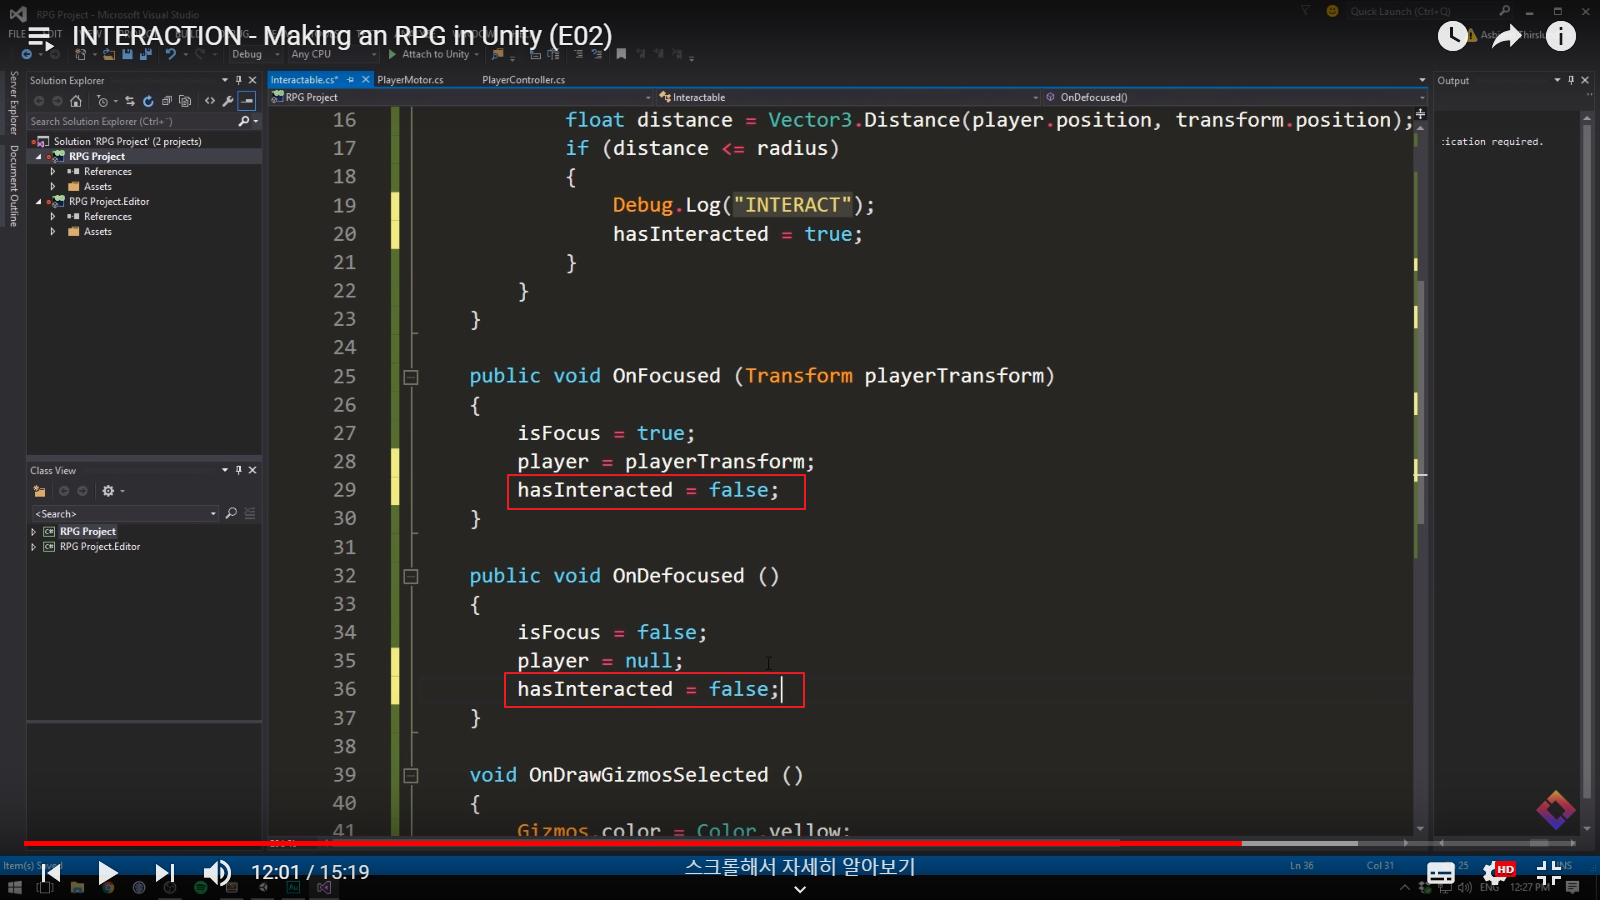 RPG Project - Microsoft Visual Studio
Quick Launch (Ctrl+Q)
INTERACTION - Making an RPG in Unity (E02)
FILE
Debug
Any CPU
Attach to Unity
Server Explorer
Document Outline
Solution Explorer
Search Solution Explorer (Ctrl+¨)
Solution 'RPG Project' (2 projects)
RPG Project
References
Assets
RPG Project.Editor
References
Assets
Class View
<Search>
RPG Project
RPG Project.Editor
Interactable.cs*
PlayerMotor.cs
PlayerController.cs
RPG Project
Interactable
OnDefocused()
16 float distance = Vector3.Distance(player.position, transform.position);
17 if (distance <= radius)
18 {
19 Debug.Log("INTERACT");
20 hasInteracted = true;
21 }
22 }
23 }
24
25 public void OnFocused (Transform playerTransform)
26 {
27 isFocus = true;
28 player = playerTransform;
29 hasInteracted = false;
30 }
31
32 public void OnDefocused ()
33 {
34 isFocus = false;
35 player = null;
36 hasInteracted = false;
37 }
38
39 void OnDrawGizmosSelected ()
40 {
41 Gizmos.color = Color.yellow;
Output
ication required.
Item(s)
12:01 / 15:19
스크롤해서 자세히 알아보기
Ln 36
Col 31
25
INS
HD
ENG
12:27 PM